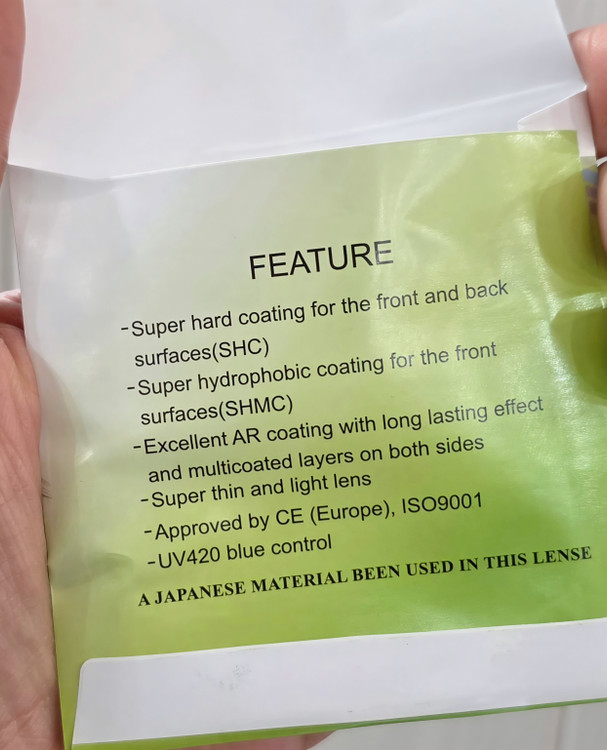 FEATURE
-Super hard coating for the front and back
surfaces(SHC)
-Super hydrophobic coating for the front
surfaces(SHMC)
-Excellent AR coating with long lasting effect
and multicoated layers on both sides
-Super thin and light lens
-Approved by CE (Europe), ISO9001
-UV420 blue control
A JAPANESE MATERIAL BEEN USED IN THIS LENSE